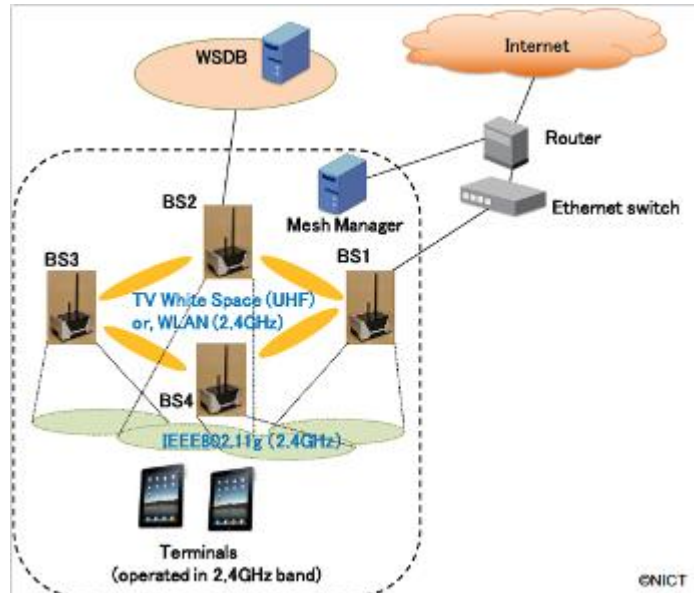 WSDB
Internet
Router
Mesh Manager
Ethernet switch
BS2
BS3
BS1
TV White Space (UHF)
or, WLAN (2.4GHz)
BS4
IEEE802.11g (2.4GHz)
Terminals
(operated in 2.4GHz band)
©NICT